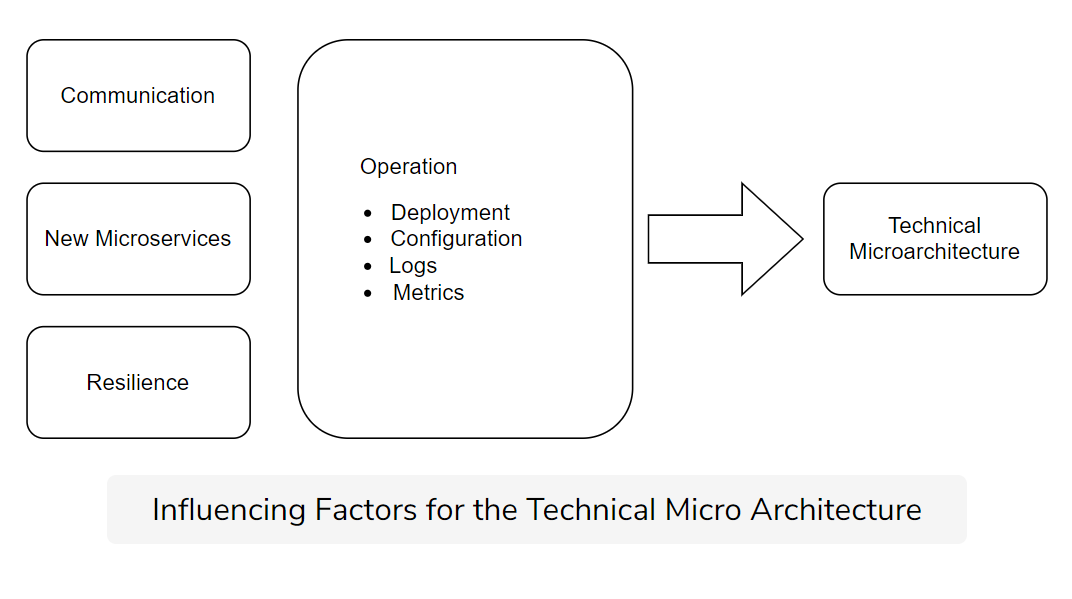 Communication
New Microservices
Resilience
Operation
• Deployment
• Configuration
• Logs
• Metrics
Technical
Microarchitecture
Influencing Factors for the Technical Micro Architecture